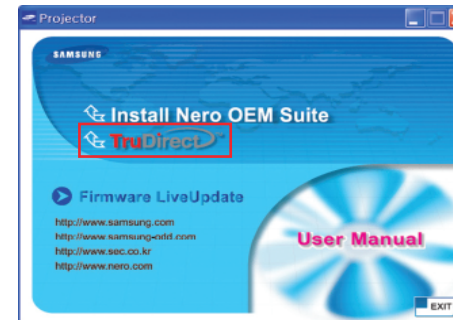 Projector
SAMSUNG
Install Nero OEM Suite
TruDirect™
Firmware LiveUpdate
http://www.samsung.com
http://www.samsung-odd.com
http://www.sec.co.kr
http://www.nero.com
User Manual
EXIT